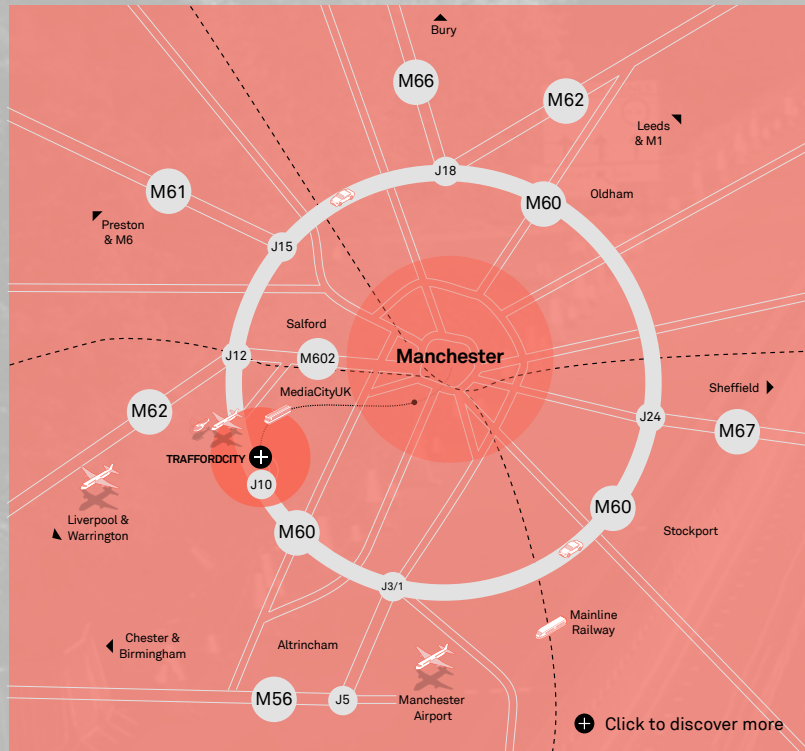 Bury
M66
M62
Leeds
& M1
J18
M61
M60
Oldham
Preston
& M6
J15
Salford
J12
M602
Manchester
MediaCityUK
Sheffield
M62
J24
M67
TRAFFORDCITY
J10
M60
M60
Liverpool &
Warrington
Stockport
J3/1
Mainline
Railway
Chester &
Birmingham
Altrincham
M56
J5
Manchester
Airport
Click to discover more